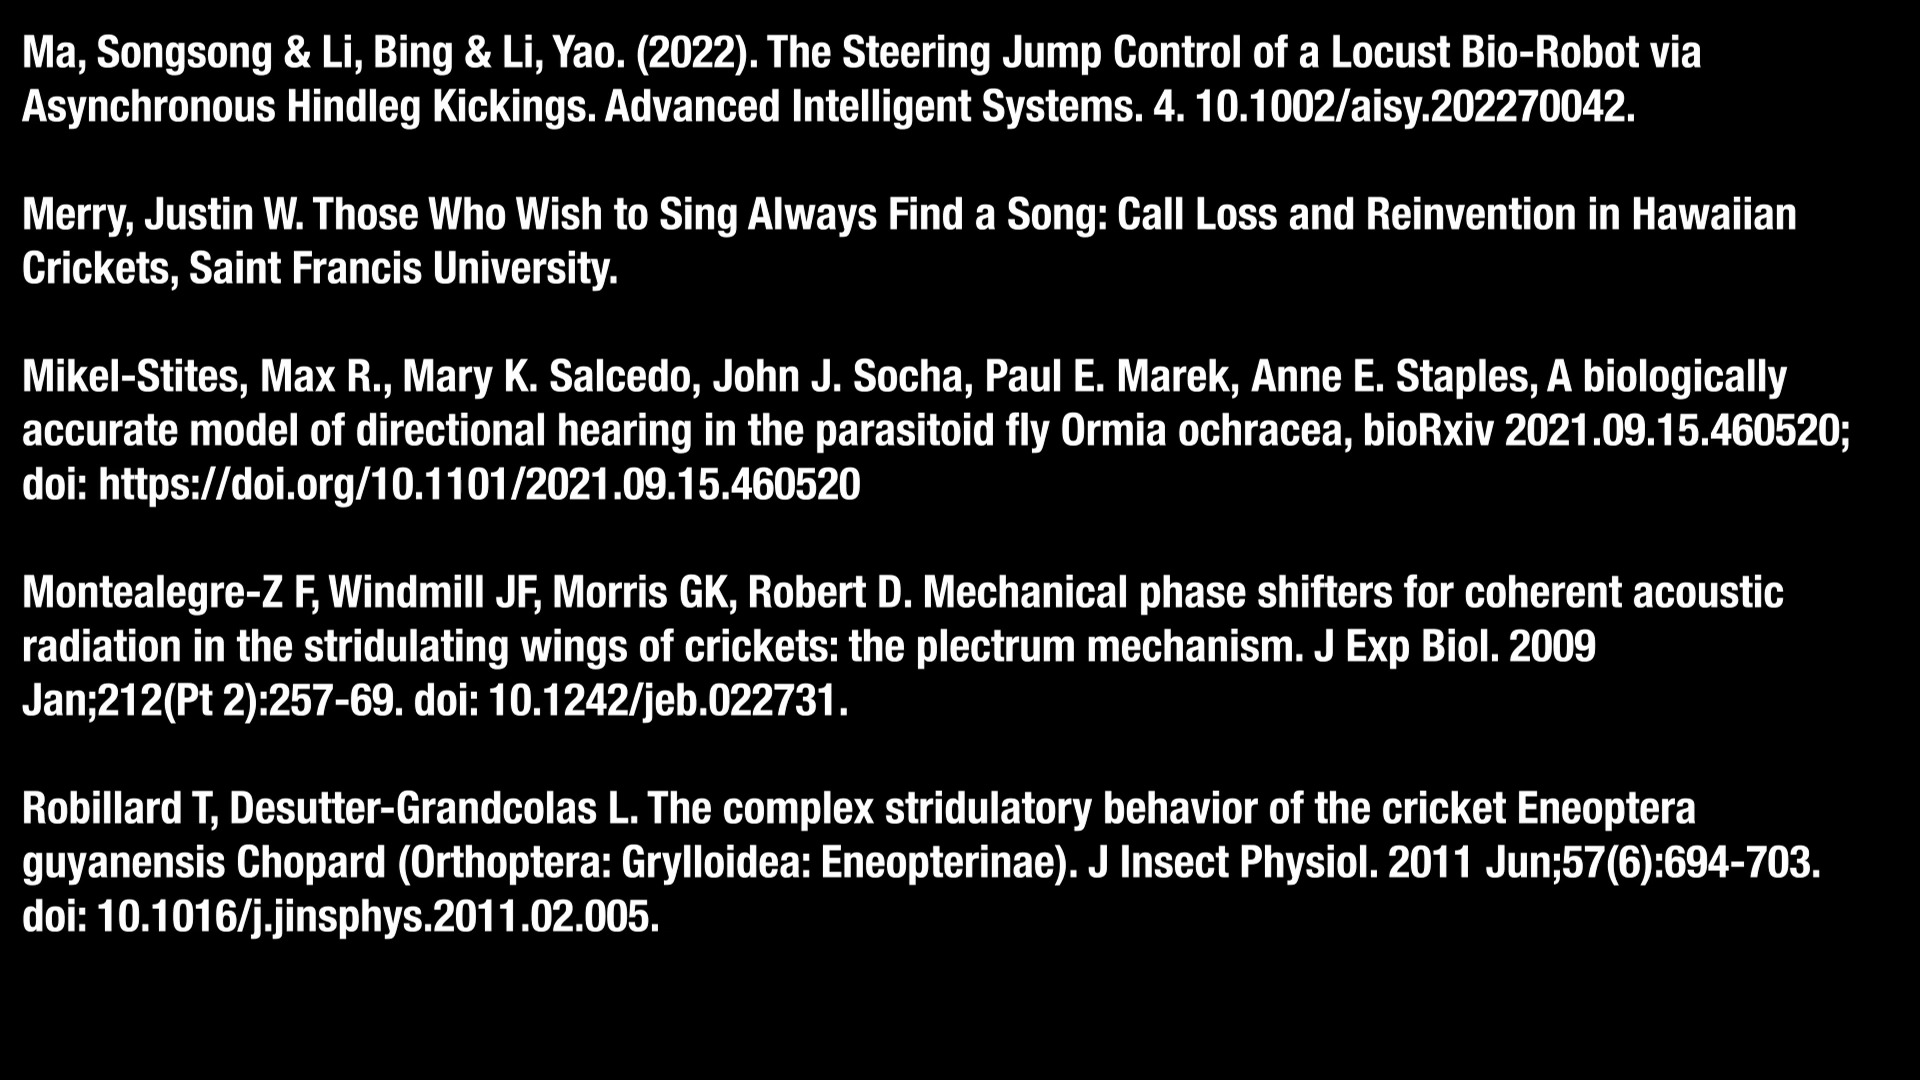 Ma, Songsong & Li, Bing & Li, Yao. (2022). The Steering Jump Control of a Locust Bio-Robot via
Asynchronous Hindleg Kickings. Advanced Intelligent Systems. 4. 10.1002/aisy.202270042.
Merry, Justin W. Those Who Wish to Sing Always Find a Song: Call Loss and Reinvention in Hawaiian
Crickets, Saint Francis University.
Mikel-Stites, Max R., Mary K. Salcedo, John J. Socha, Paul E. Marek, Anne E. Staples, A biologically
accurate model of directional hearing in the parasitoid fly Ormia ochracea, bioRxiv 2021.09.15.460520;
doi: https://doi.org/10.1101/2021.09.15.460520
Montealegre-Z F, Windmill JF, Morris GK, Robert D. Mechanical phase shifters for coherent acoustic
radiation in the stridulating wings of crickets: the plectrum mechanism. J Exp Biol. 2009
Jan;212(Pt 2):257-69. doi: 10.1242/jeb.022731.
Robillard T, Desutter-Grandcolas L. The complex stridulatory behavior of the cricket Eneoptera
guyanensis Chopard (Orthoptera: Grylloidea: Eneopterinae). J Insect Physiol. 2011 Jun;57(6):694-703.
doi: 10.1016/j.jinsphys.2011.02.005.